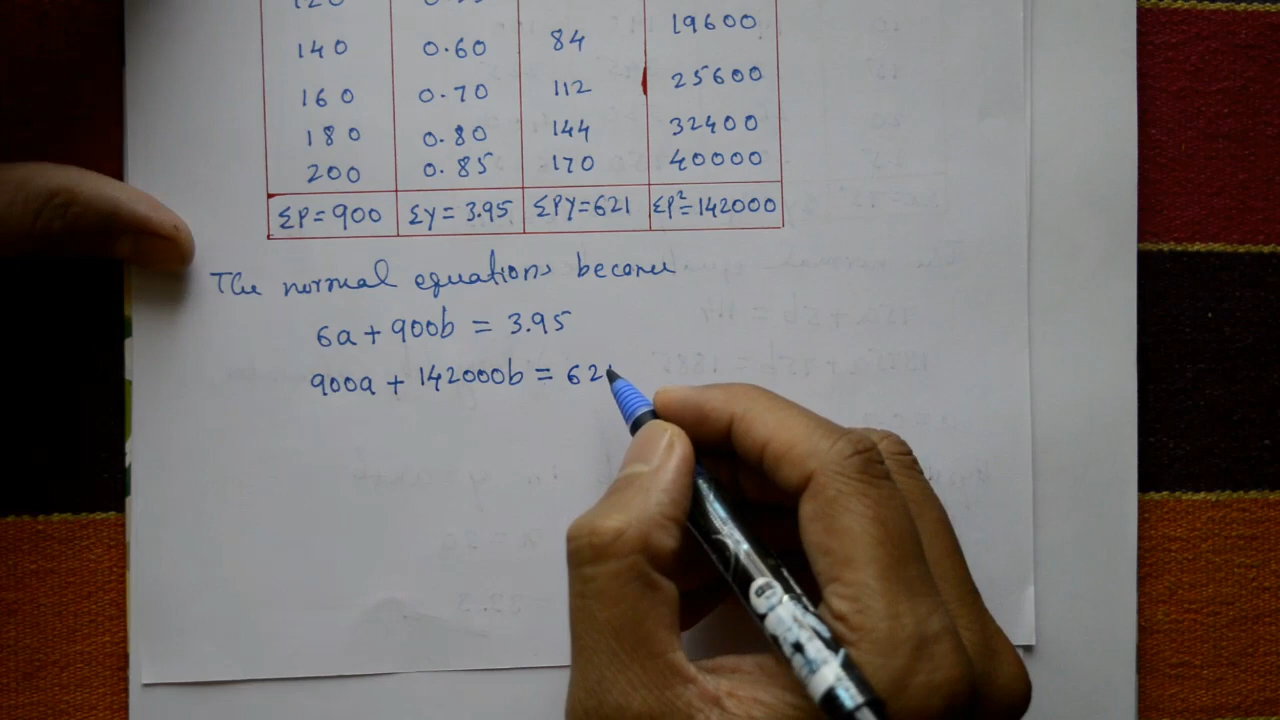 140 0.60 84 19600
160 0.70 112 25600
180 0.80 144 32400
200 0.85 170 40000
ΣP=900 Σy=3.95 ΣPY=621 ΣP²=142000
The normal equations become
6a + 900b = 3.95
900a + 142000b = 621